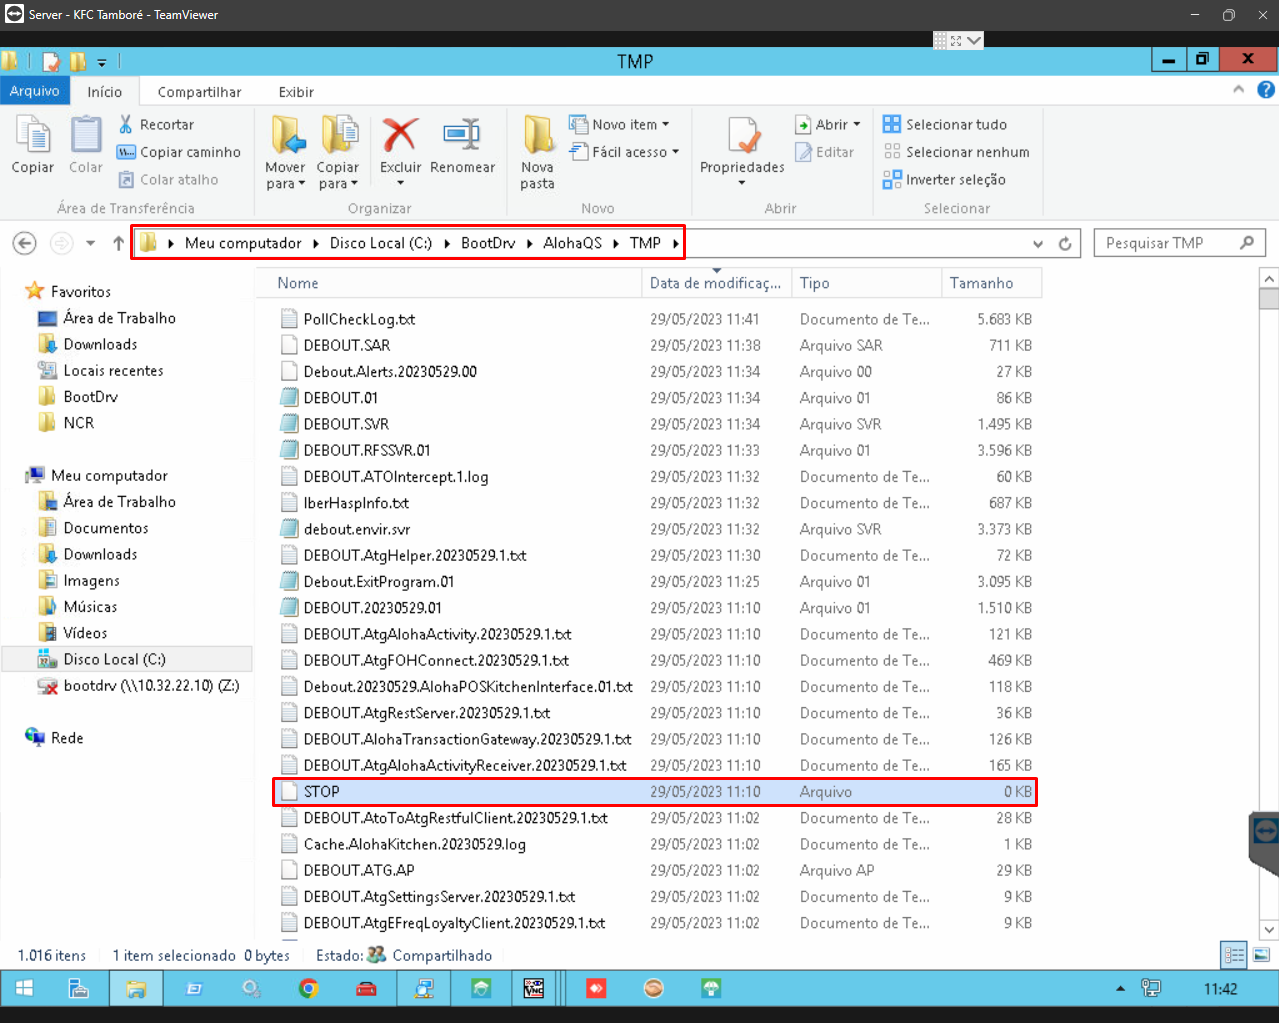 Server - KFC Tamboré - TeamViewer
TMP
Arquivo
Início
Compartilhar
Exibir
Copiar
Colar
Recortar
Copiar caminho
Colar atalho
Área de Transferência
Mover para
Copiar para
Excluir
Renomear
Organizar
Nova pasta
Novo item
Fácil acesso
Novo
Propriedades
Abrir
Editar
Abrir
Selecionar tudo
Selecionar nenhum
Inverter seleção
Selecionar
Meu computador
Disco Local (C:)
BootDrv
AlohaQS
TMP
Pesquisar TMP
Favoritos
Área de Trabalho
Downloads
Locais recentes
BootDrv
NCR
Meu computador
Área de Trabalho
Documentos
Downloads
Imagens
Músicas
Vídeos
Disco Local (C:)
bootdrv (\\10.32.22.10) (Z:)
Rede
Nome Data de modificaç... Tipo Tamanho
PollCheckLog.txt 29/05/2023 11:41 Documento de Te... 5.683 KB
DEBOUT.SAR 29/05/2023 11:38 Arquivo SAR 711 KB
Debout.Alerts.20230529.00 29/05/2023 11:34 Arquivo 00 27 KB
DEBOUT.01 29/05/2023 11:34 Arquivo 01 86 KB
DEBOUT.SVR 29/05/2023 11:34 Arquivo SVR 1.495 KB
DEBOUT.RFSSVR.01 29/05/2023 11:33 Arquivo 01 3.596 KB
DEBOUT.ATOIntercept.1.log 29/05/2023 11:32 Documento de Te... 60 KB
IberHaspInfo.txt 29/05/2023 11:32 Documento de Te... 687 KB
debout.envir.svr 29/05/2023 11:32 Arquivo SVR 3.373 KB
DEBOUT.AtgHelper.20230529.1.txt 29/05/2023 11:30 Documento de Te... 72 KB
Debout.ExitProgram.01 29/05/2023 11:25 Arquivo 01 3.095 KB
DEBOUT.20230529.01 29/05/2023 11:10 Arquivo 01 1.510 KB
DEBOUT.AtgAlohaActivity.20230529.1.txt 29/05/2023 11:10 Documento de Te... 121 KB
DEBOUT.AtgFOHConnect.20230529.1.txt 29/05/2023 11:10 Documento de Te... 469 KB
Debout.20230529.AlohaPOSKitchenInterface.01.txt 29/05/2023 11:10 Documento de Te... 118 KB
DEBOUT.AtgRestServer.20230529.1.txt 29/05/2023 11:10 Documento de Te... 36 KB
DEBOUT.AlohaTransactionGateway.20230529.1.txt 29/05/2023 11:10 Documento de Te... 126 KB
DEBOUT.AtgAlohaActivityReceiver.20230529.1.txt 29/05/2023 11:10 Documento de Te... 165 KB
STOP 29/05/2023 11:10 Arquivo 0 KB
DEBOUT.AtoToAtgRestfulClient.20230529.1.txt 29/05/2023 11:02 Documento de Te... 28 KB
Cache.AlohaKitchen.20230529.log 29/05/2023 11:02 Documento de Te... 1 KB
DEBOUT.ATG.AP 29/05/2023 11:02 Arquivo AP 29 KB
DEBOUT.AtgSettingsServer.20230529.1.txt 29/05/2023 11:02 Documento de Te... 9 KB
DEBOUT.AtgEFreqLoyaltyClient.20230529.1.txt 29/05/2023 11:02 Documento de Te... 9 KB
1.016 itens 1 item selecionado 0 bytes Estado: Compartilhado
VNC
11:42